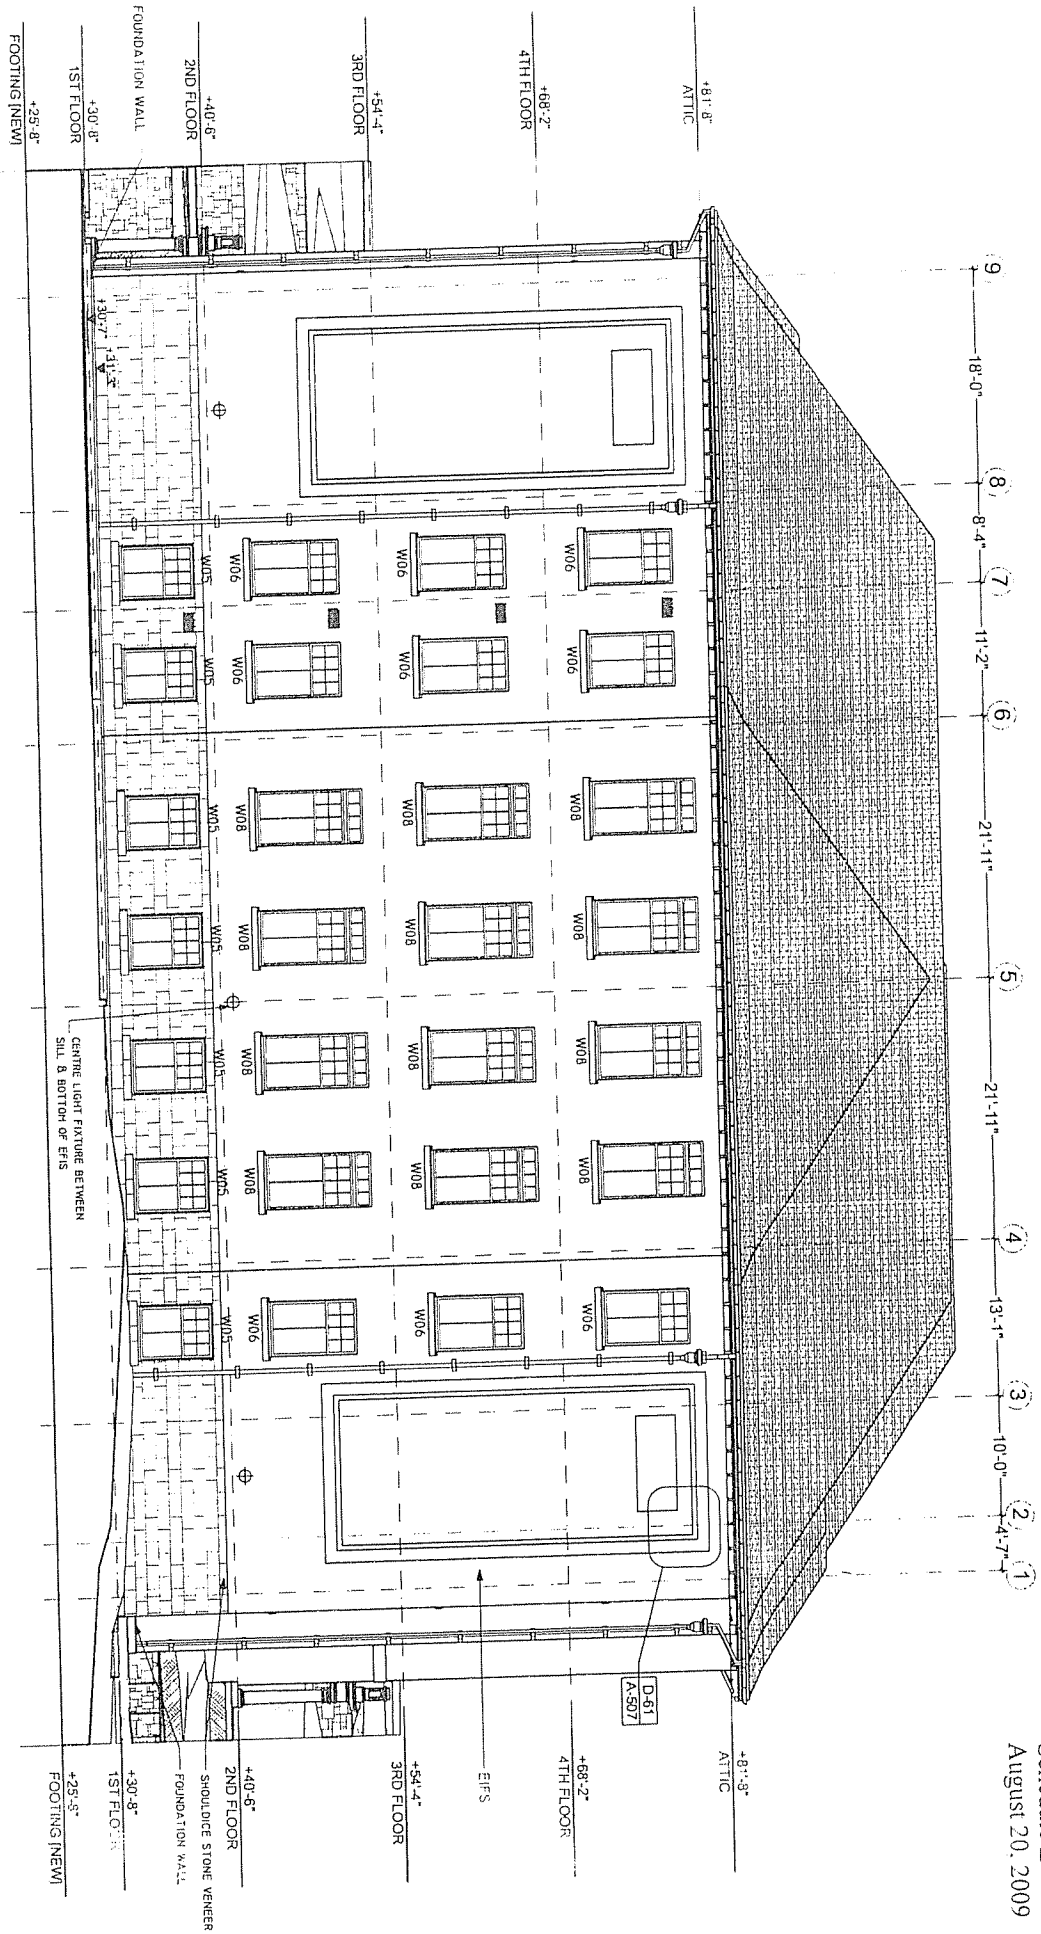 August 20, 2009
9
8
7
6
5
4
3
2
1
18'-0"
8'-4"
11'-2"
21'-11"
21'-11"
13'-1"
10'-0"
4'-7"
+81'-8"
ATTIC
+68'-2"
4TH FLOOR
+54'-4"
3RD FLOOR
+40'-6"
2ND FLOOR
FOUNDATION WALL
+30'-8"
1ST FLOOR
+25'-8"
FOOTING [NEW]
W06
W06
W08
W08
W08
W08
W06
W06
W06
W08
W08
W08
W08
W06
W06
W06
W08
W08
W08
W08
W06
W05
W05
W05
W05
W05
W05
W05
+30'-7"
CENTRE LIGHT FIXTURE BETWEEN
SILL & BOTTOM OF EFIS
D-61
A-507
+81'-8"
ATTIC
+68'-2"
4TH FLOOR
EIFS
+54'-4"
3RD FLOOR
+40'-6"
2ND FLOOR
SHOULDICE STONE VENEER
FOUNDATION WALL
+30'-8"
1ST FLOOR
+25'-8"
FOOTING [NEW]